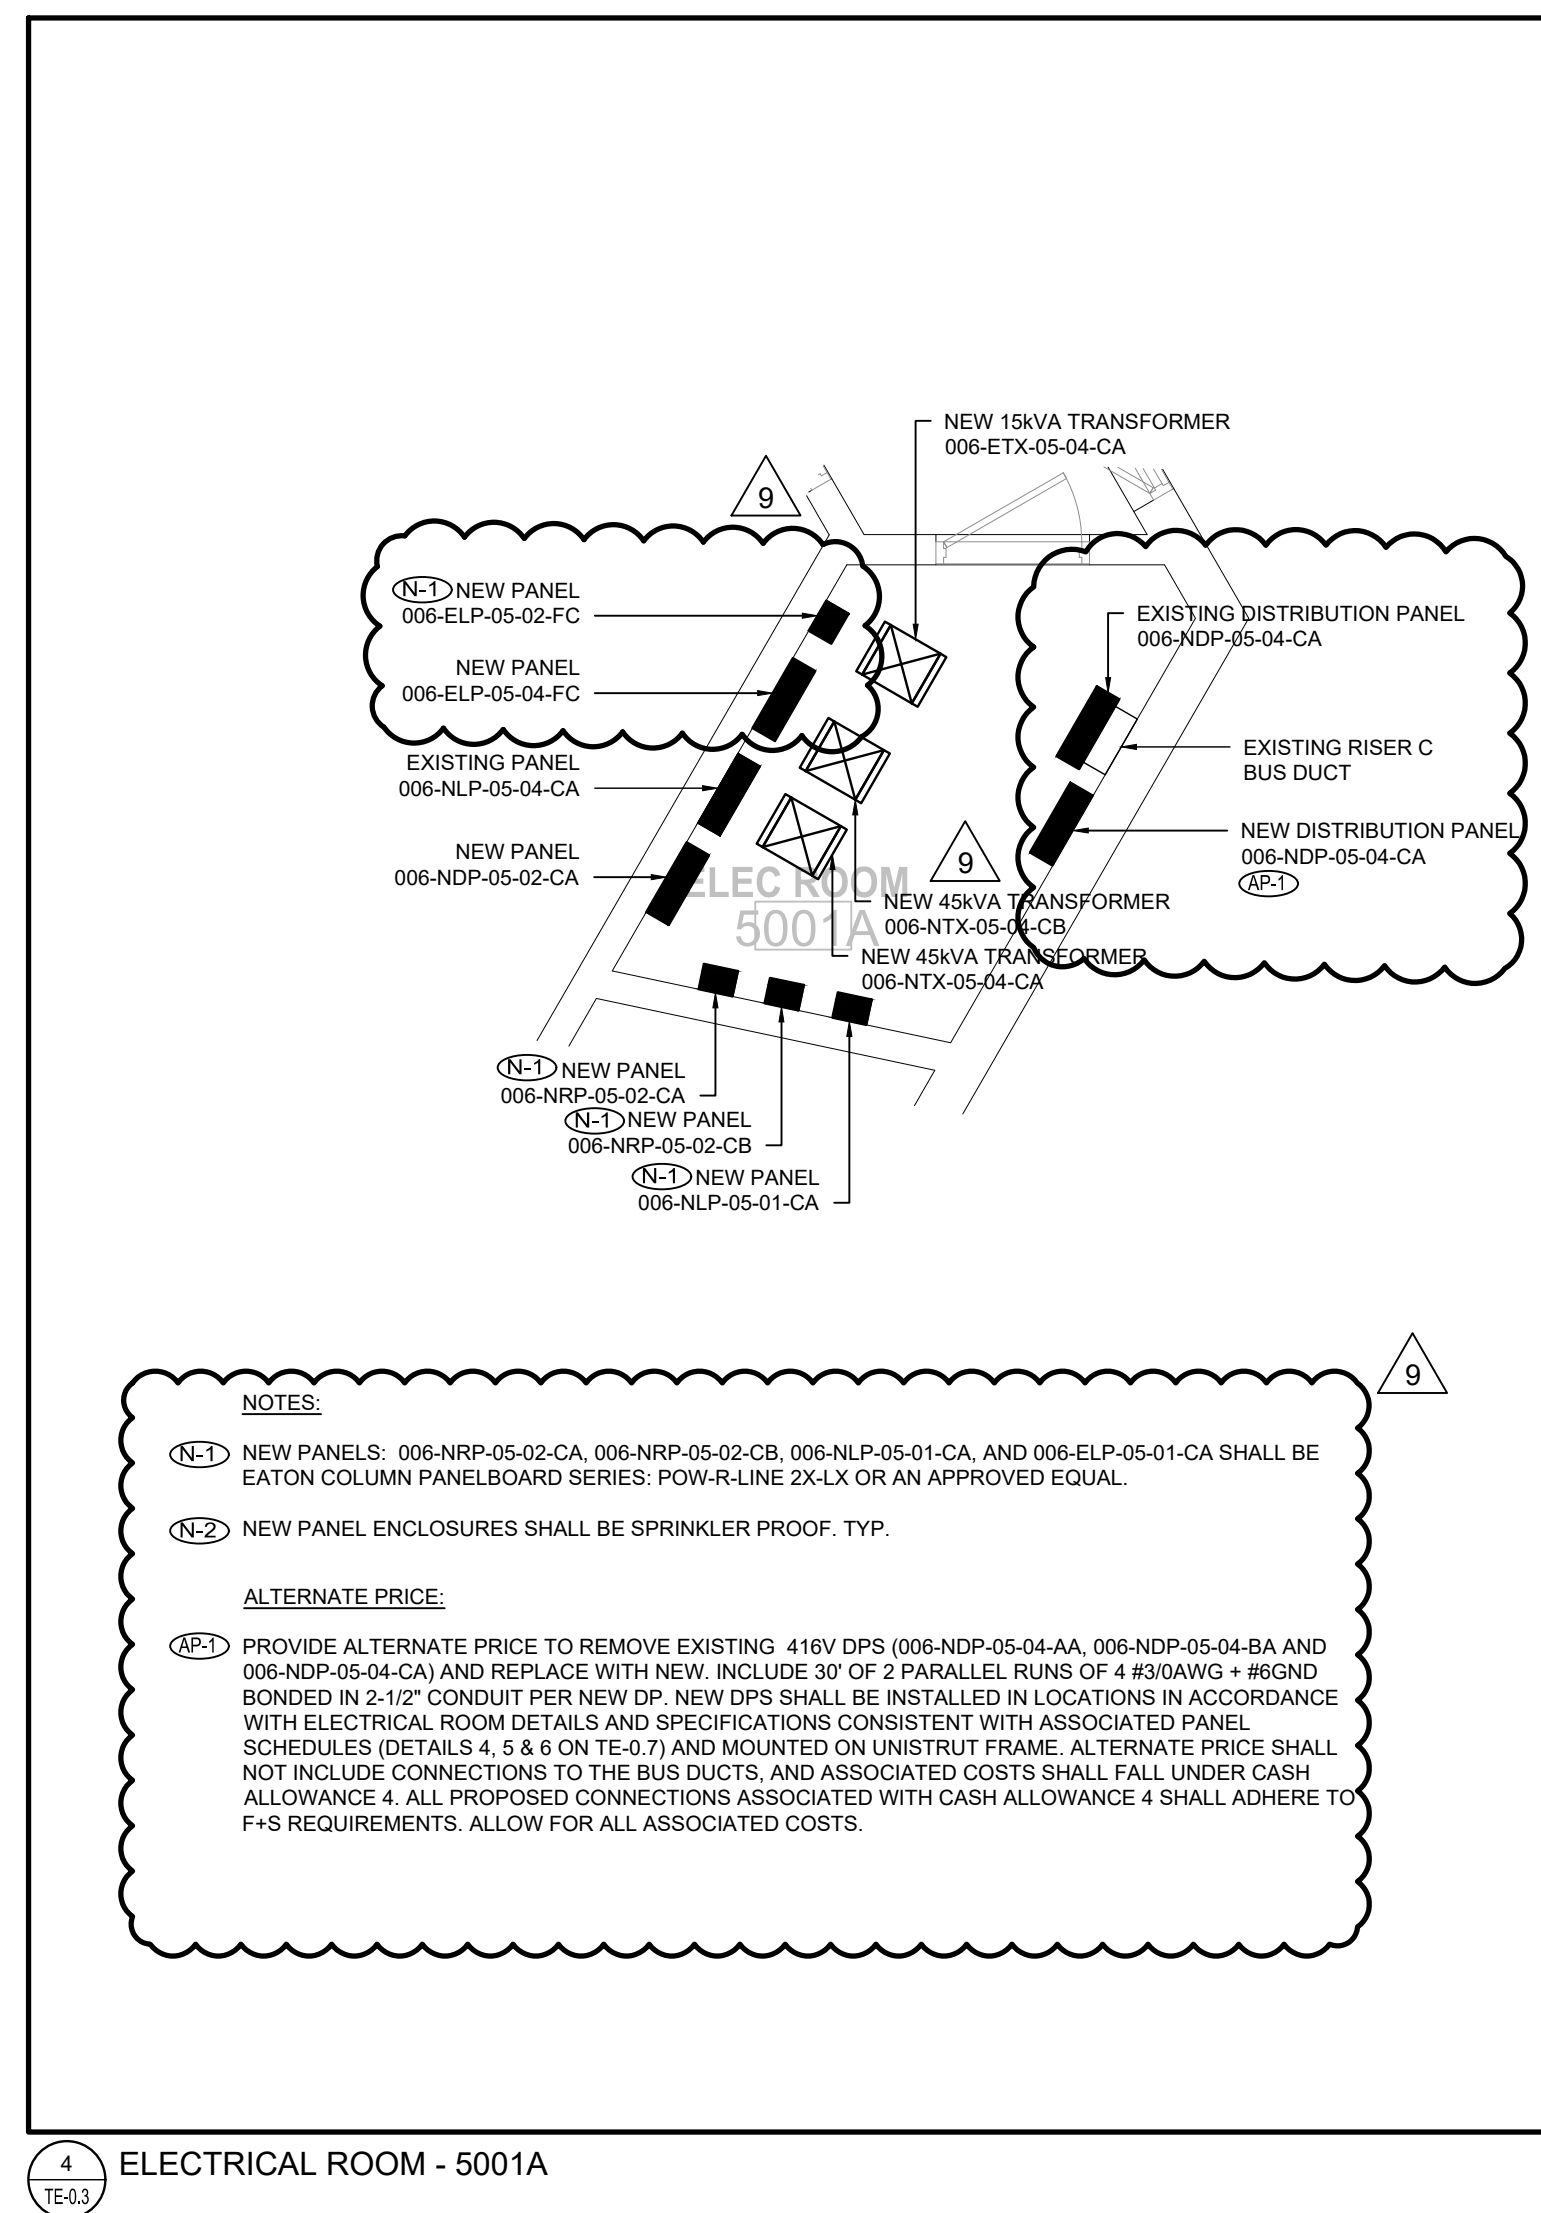 NEW 15kVA TRANSFORMER
006-ETX-05-04-CA
9
N-1 NEW PANEL
006-ELP-05-02-FC
NEW PANEL
006-ELP-05-04-FC
EXISTING PANEL
006-NLP-05-04-CA
NEW PANEL
006-NDP-05-02-CA
EXISTING DISTRIBUTION PANEL
006-NDP-05-04-CA
EXISTING RISER C
BUS DUCT
NEW DISTRIBUTION PANEL
006-NDP-05-04-CA
AP-1
9
ELEC ROOM
5001A
NEW 45kVA TRANSFORMER
006-NTX-05-04-CB
NEW 45kVA TRANSFORMER
006-NTX-05-04-CA
N-1 NEW PANEL
006-NRP-05-02-CA
N-1 NEW PANEL
006-NRP-05-02-CB
N-1 NEW PANEL
006-NLP-05-01-CA
9
NOTES:
N-1 NEW PANELS: 006-NRP-05-02-CA, 006-NRP-05-02-CB, 006-NLP-05-01-CA, AND 006-ELP-05-01-CA SHALL BE
EATON COLUMN PANELBOARD SERIES: POW-R-LINE 2X-LX OR AN APPROVED EQUAL.
N-2 NEW PANEL ENCLOSURES SHALL BE SPRINKLER PROOF. TYP.
ALTERNATE PRICE:
AP-1 PROVIDE ALTERNATE PRICE TO REMOVE EXISTING 416V DPS (006-NDP-05-04-AA, 006-NDP-05-04-BA AND
006-NDP-05-04-CA) AND REPLACE WITH NEW. INCLUDE 30' OF 2 PARALLEL RUNS OF 4 #3/0AWG + #6GND
BONDED IN 2-1/2" CONDUIT PER NEW DP. NEW DPS SHALL BE INSTALLED IN LOCATIONS IN ACCORDANCE
WITH ELECTRICAL ROOM DETAILS AND SPECIFICATIONS CONSISTENT WITH ASSOCIATED PANEL
SCHEDULES (DETAILS 4, 5 & 6 ON TE-0.7) AND MOUNTED ON UNISTRUT FRAME. ALTERNATE PRICE SHALL
NOT INCLUDE CONNECTIONS TO THE BUS DUCTS, AND ASSOCIATED COSTS SHALL FALL UNDER CASH
ALLOWANCE 4. ALL PROPOSED CONNECTIONS ASSOCIATED WITH CASH ALLOWANCE 4 SHALL ADHERE TO
F+S REQUIREMENTS. ALLOW FOR ALL ASSOCIATED COSTS.
4
TE-0.3
ELECTRICAL ROOM - 5001A